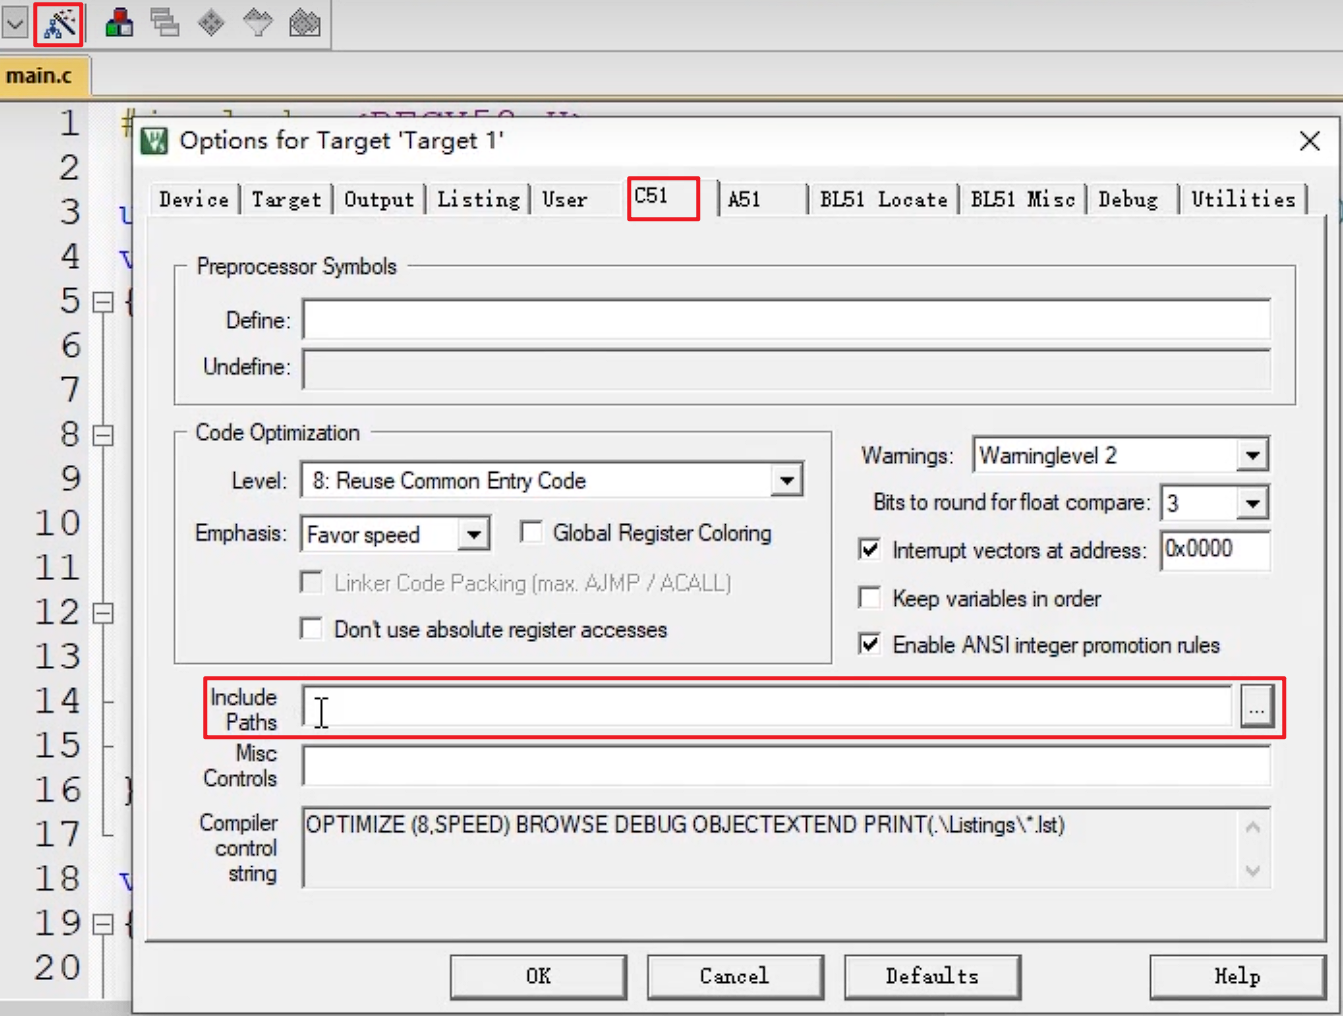 main.c
1
2
3
4
5
6
7
8
9
10
11
12
13
14
15
16
17
18
19
20
Options for Target 'Target 1'
Device Target Output Listing User C51 A51 BL51 Locate BL51 Misc Debug Utilities
Preprocessor Symbols
Define:
Undefine:
Code Optimization
Level: 8: Reuse Common Entry Code
Emphasis: Favor speed Global Register Coloring
Linker Code Packing (max. AJMP / ACALL)
Don't use absolute register accesses
Warnings: Warninglevel 2
Bits to round for float compare: 3
Interrupt vectors at address: 0x0000
Keep variables in order
Enable ANSI integer promotion rules
Include
Paths
...
Misc
Controls
Compiler
control
string
OPTIMIZE (8,SPEED) BROWSE DEBUG OBJECTEXTEND PRINT(.\Listings\*.lst)
OK Cancel Defaults Help